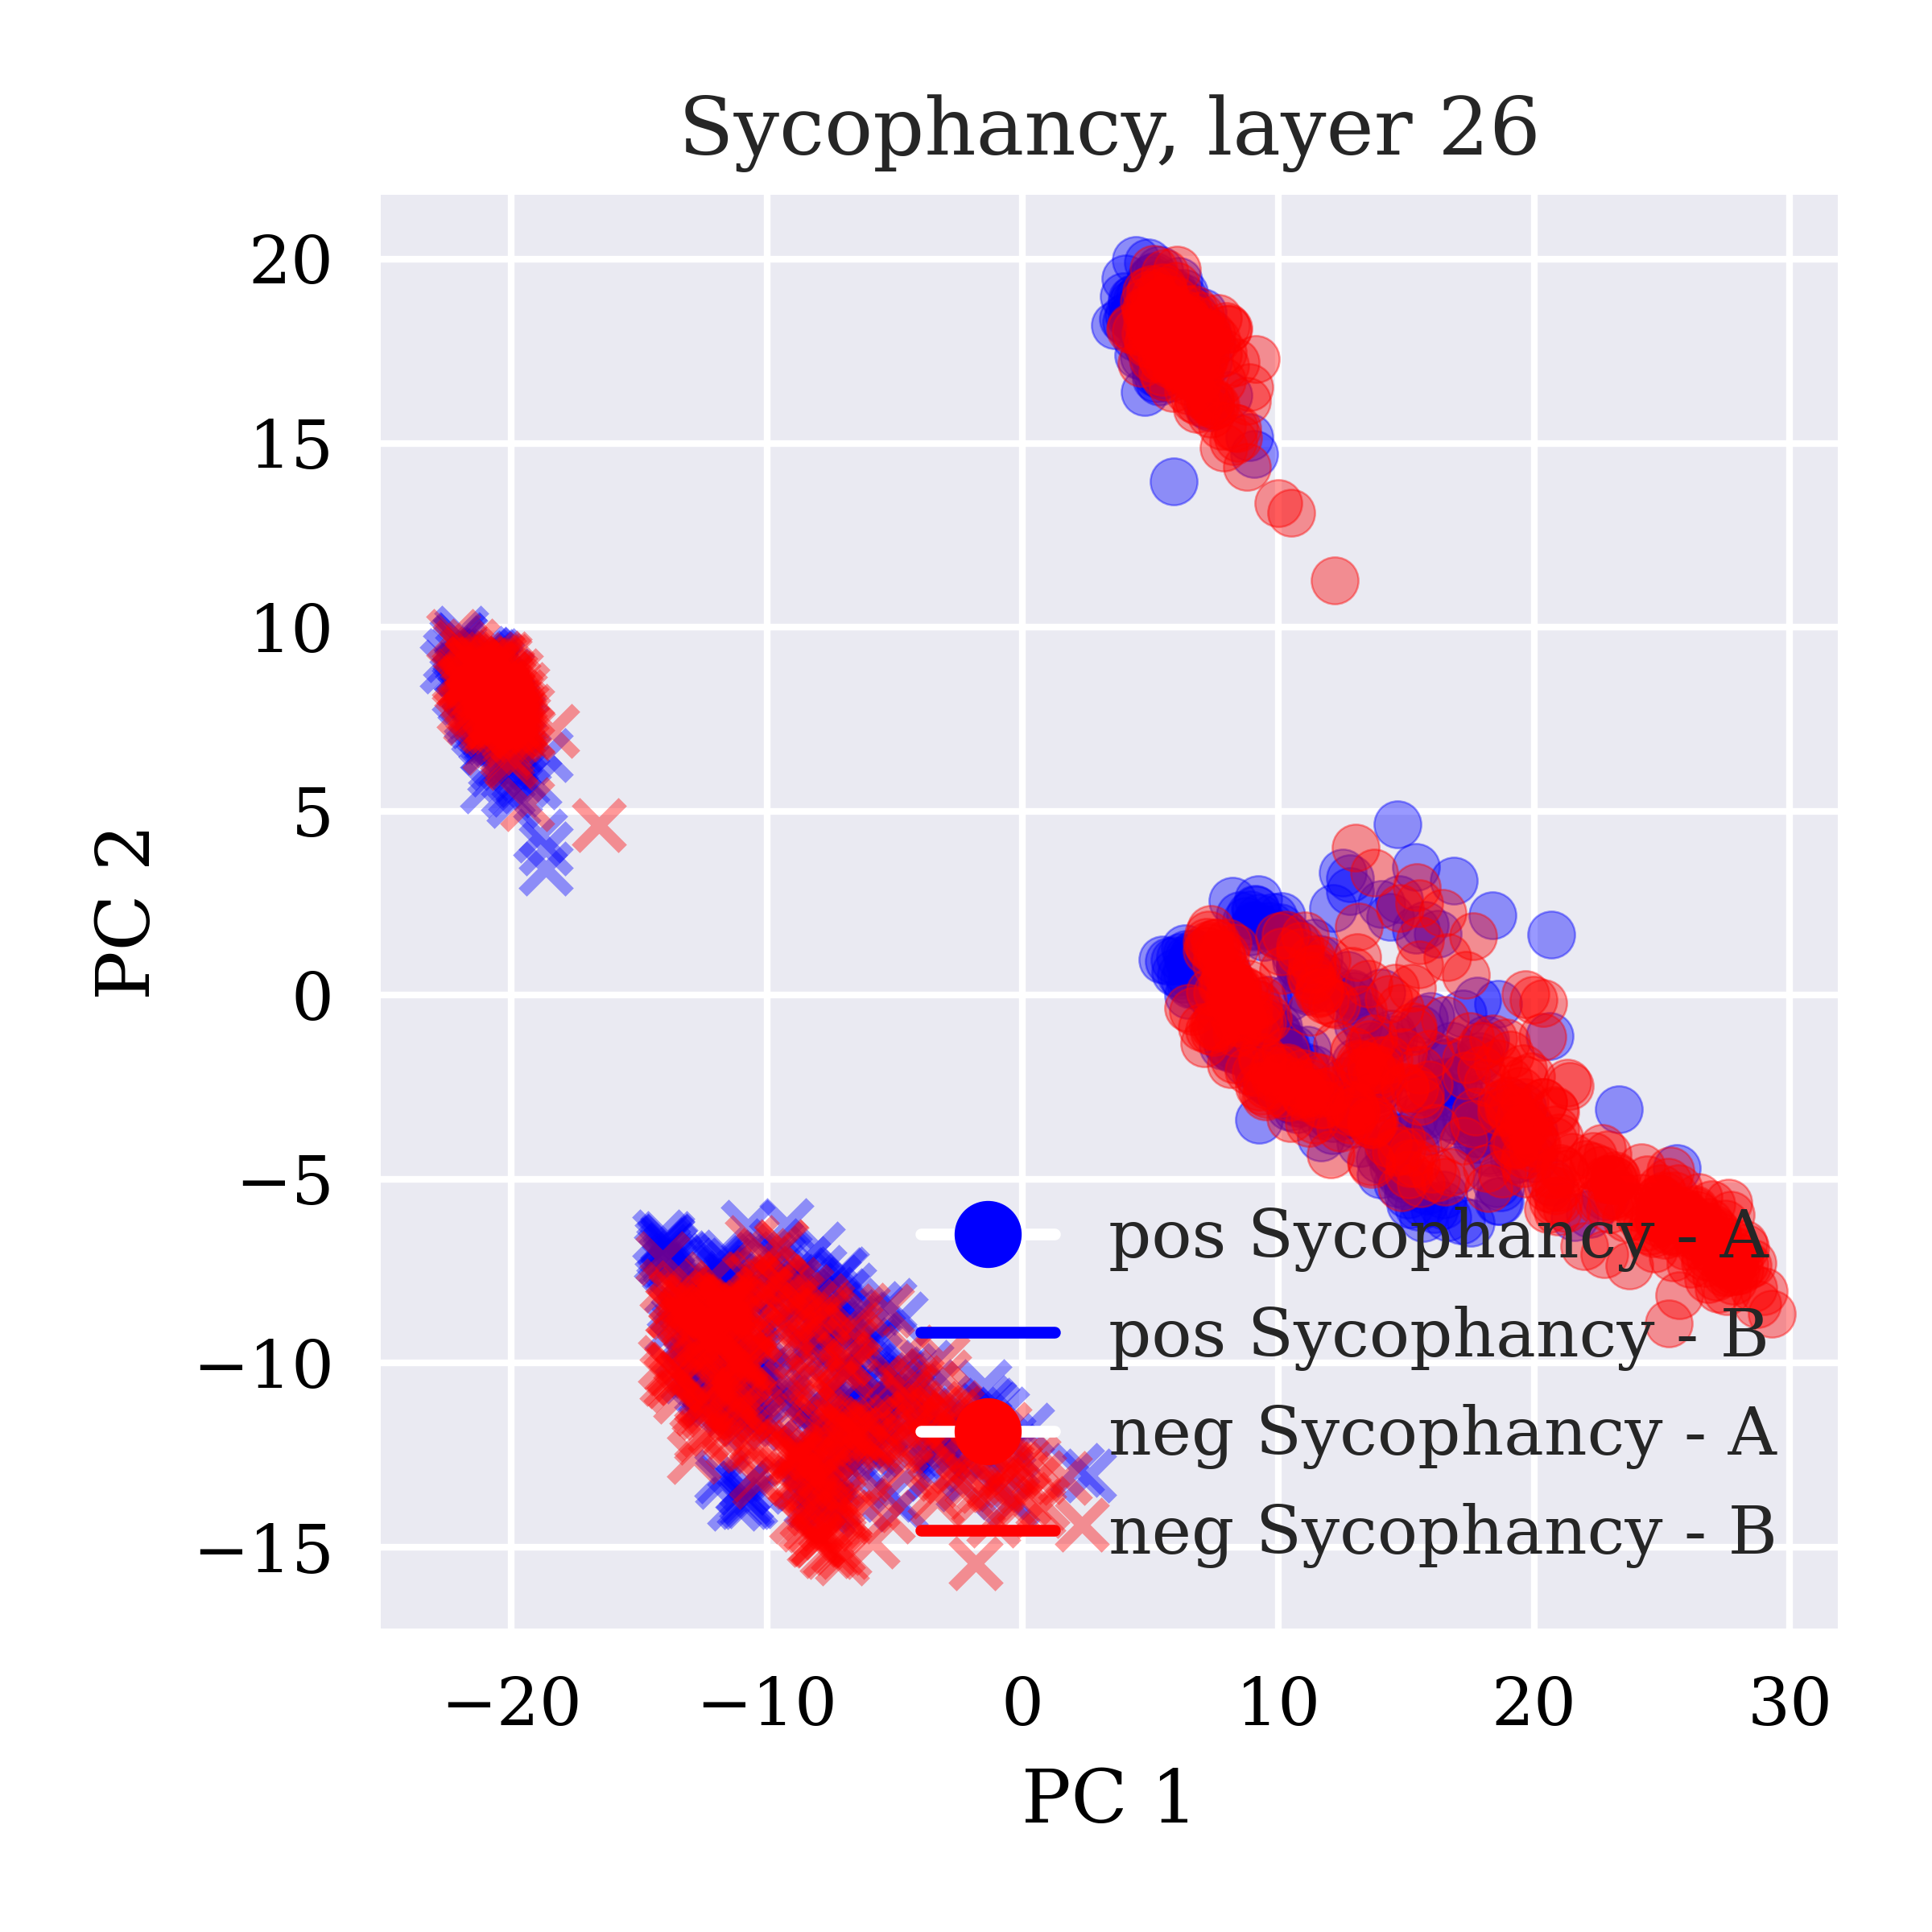 Sycophancy, layer 26
20
15
10
5
0
−5
−10
−15
PC 2
pos Sycophancy - A
pos Sycophancy - B
neg Sycophancy - A
neg Sycophancy - B
−20 −10 0 10 20 30
PC 1